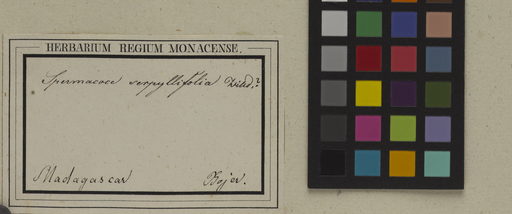 HERBARIUM REGIUM MONACENSE.
Spermacoce serpyllifolia Willd.?
Madagascar Bojer.